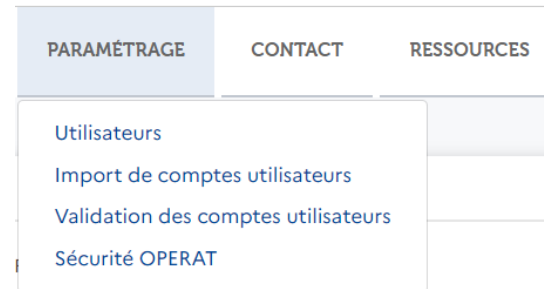 PARAMÉTRAGE CONTACT RESSOURCES
Utilisateurs
Import de comptes utilisateurs
Validation des comptes utilisateurs
Sécurité OPERAT